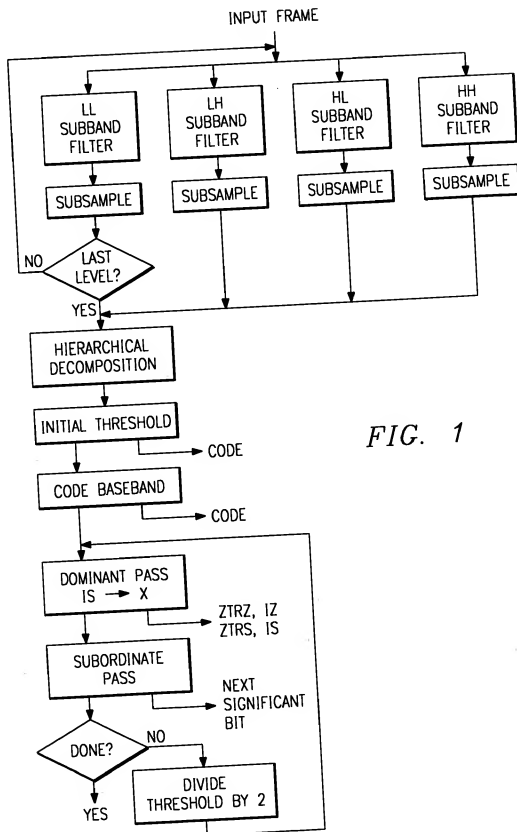 INPUT FRAME
LL
SUBBAND
FILTER
LH
SUBBAND
FILTER
HL
SUBBAND
FILTER
HH
SUBBAND
FILTER
SUBSAMPLE
SUBSAMPLE
SUBSAMPLE
SUBSAMPLE
NO
LAST
LEVEL?
YES
HIERARCHICAL
DECOMPOSITION
INITIAL THRESHOLD
CODE
FIG. 1
CODE BASEBAND
CODE
DOMINANT PASS
IS → X
ZTRZ, IZ
ZTRS, IS
SUBORDINATE
PASS
NEXT
SIGNIFICANT
BIT
DONE?
NO
YES
DIVIDE
THRESHOLD BY 2